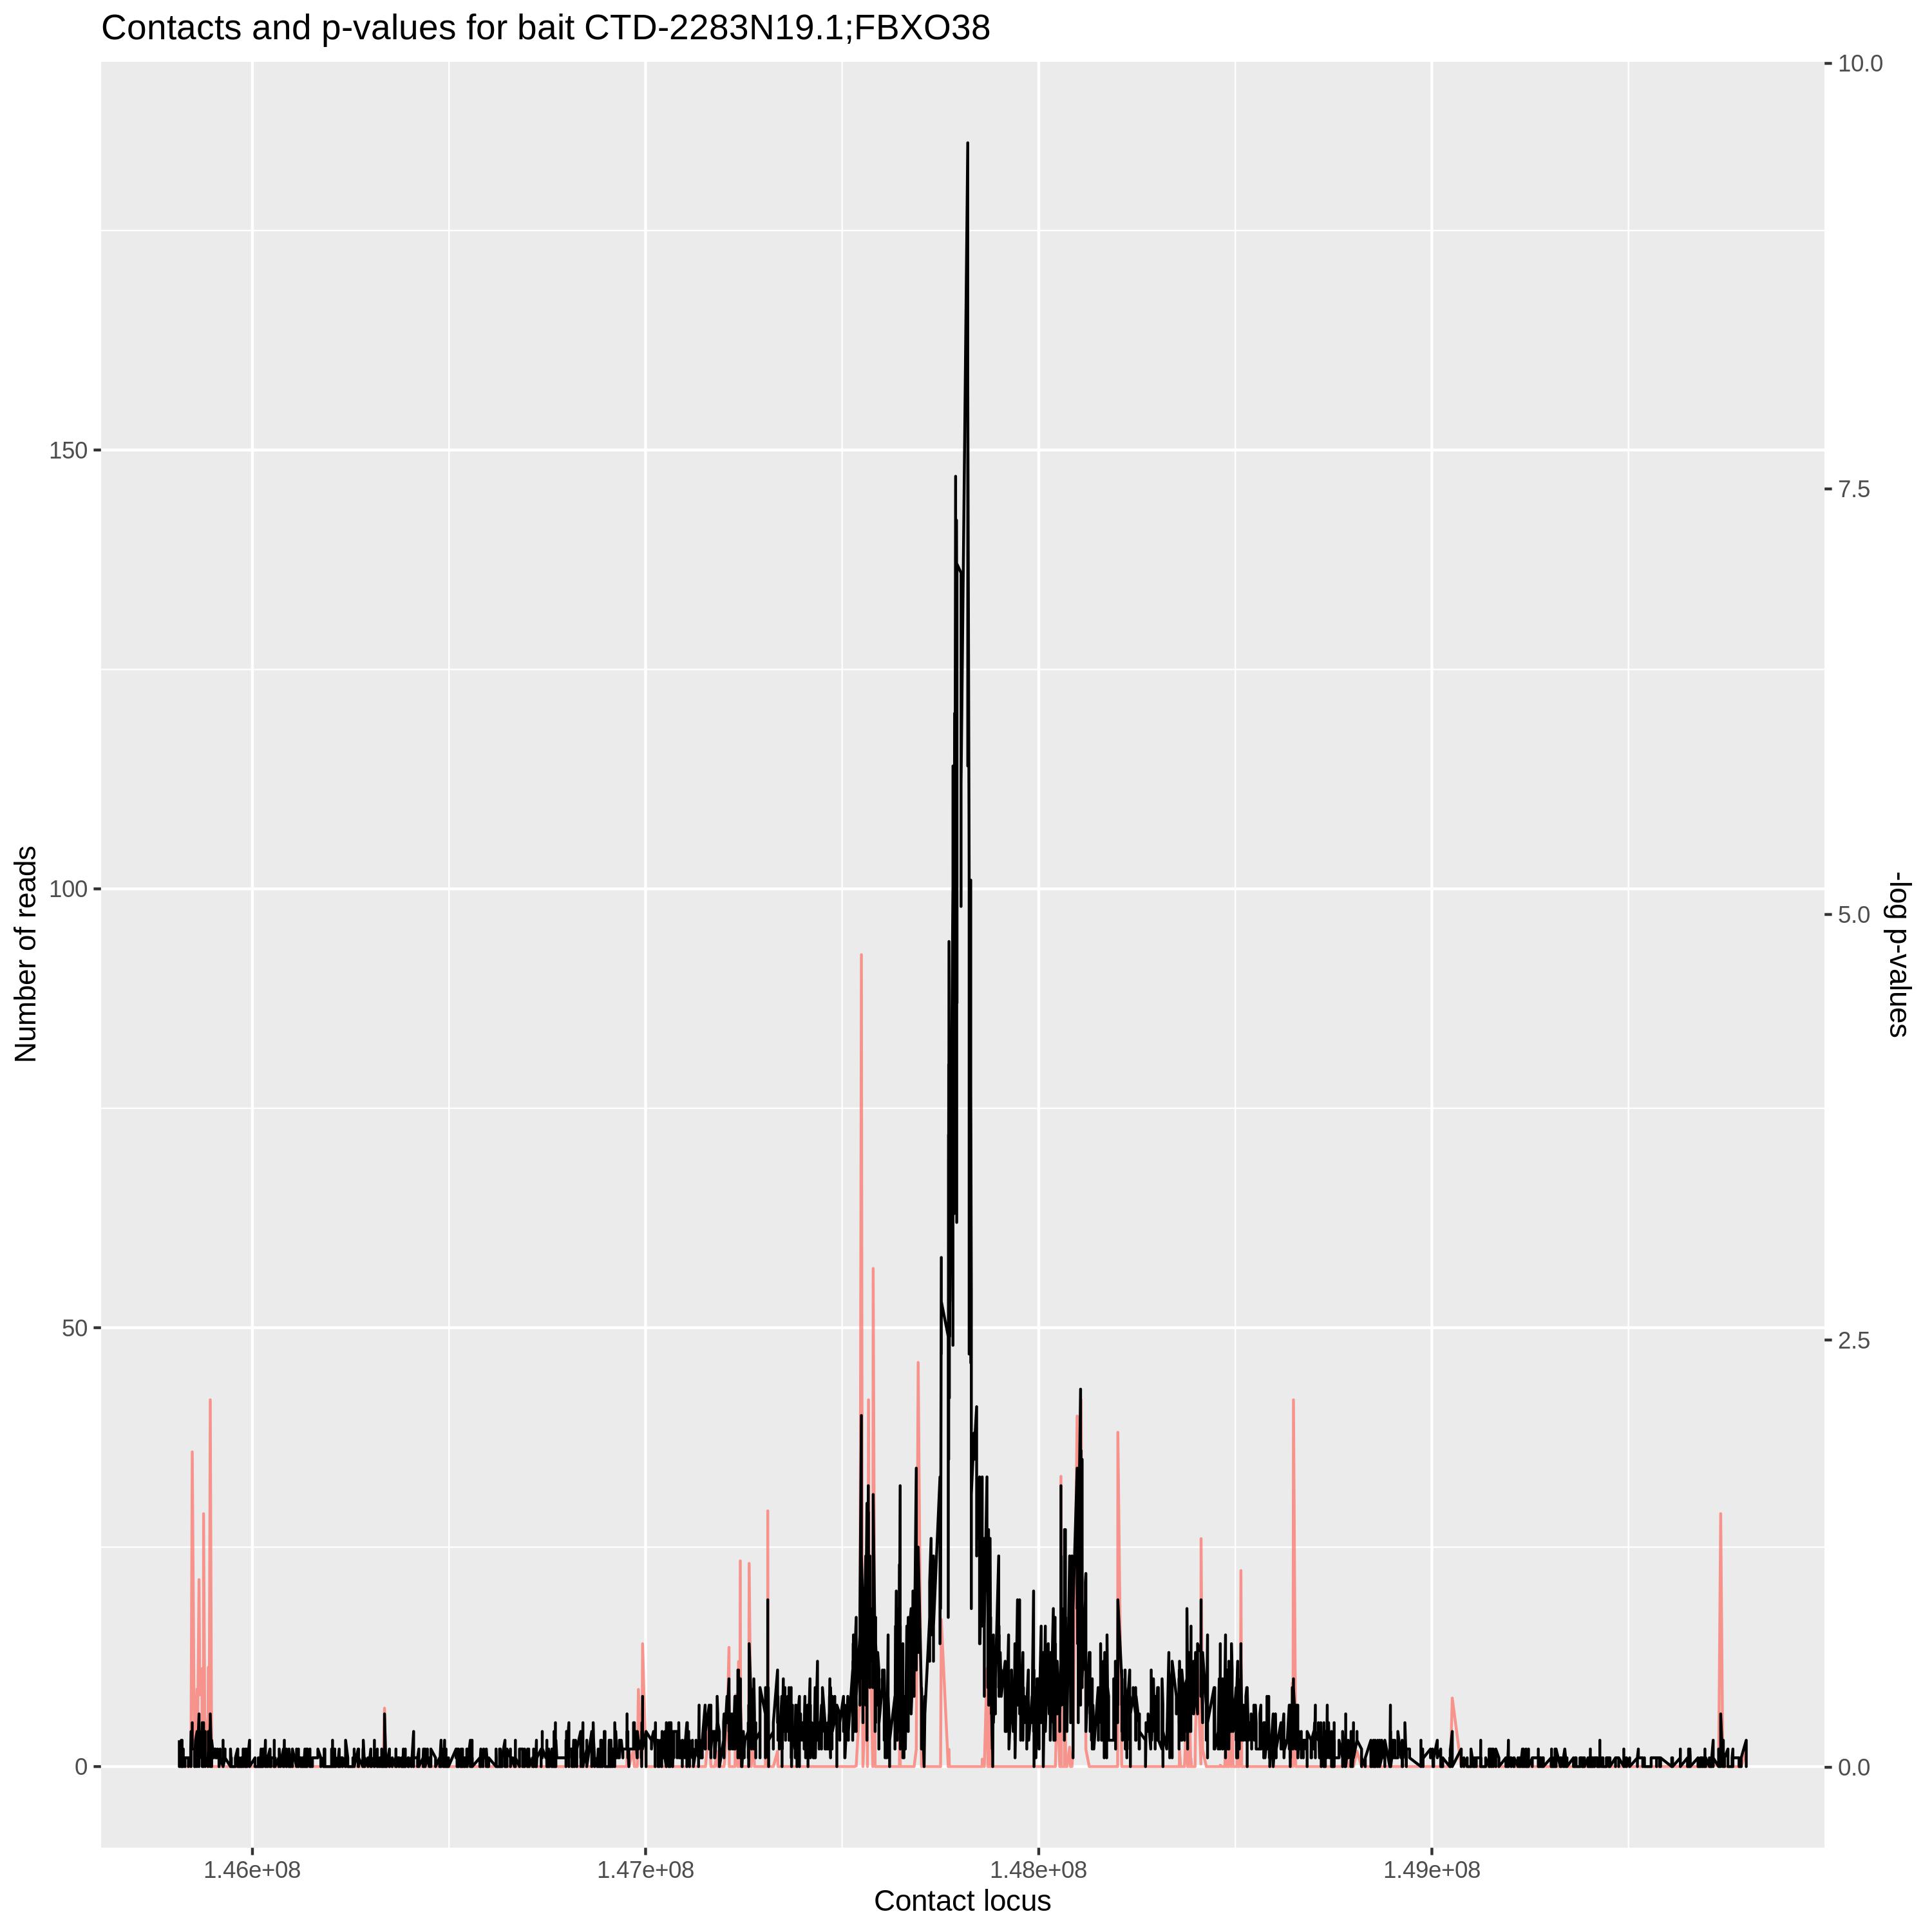 Contacts and p-values for bait CTD-2283N19.1;FBXO38
10.0
150
7.5
Number of reads
100
5.0
-log p-values
50
2.5
0
0.0
1.46e+08
1.47e+08
1.48e+08
1.49e+08
Contact locus